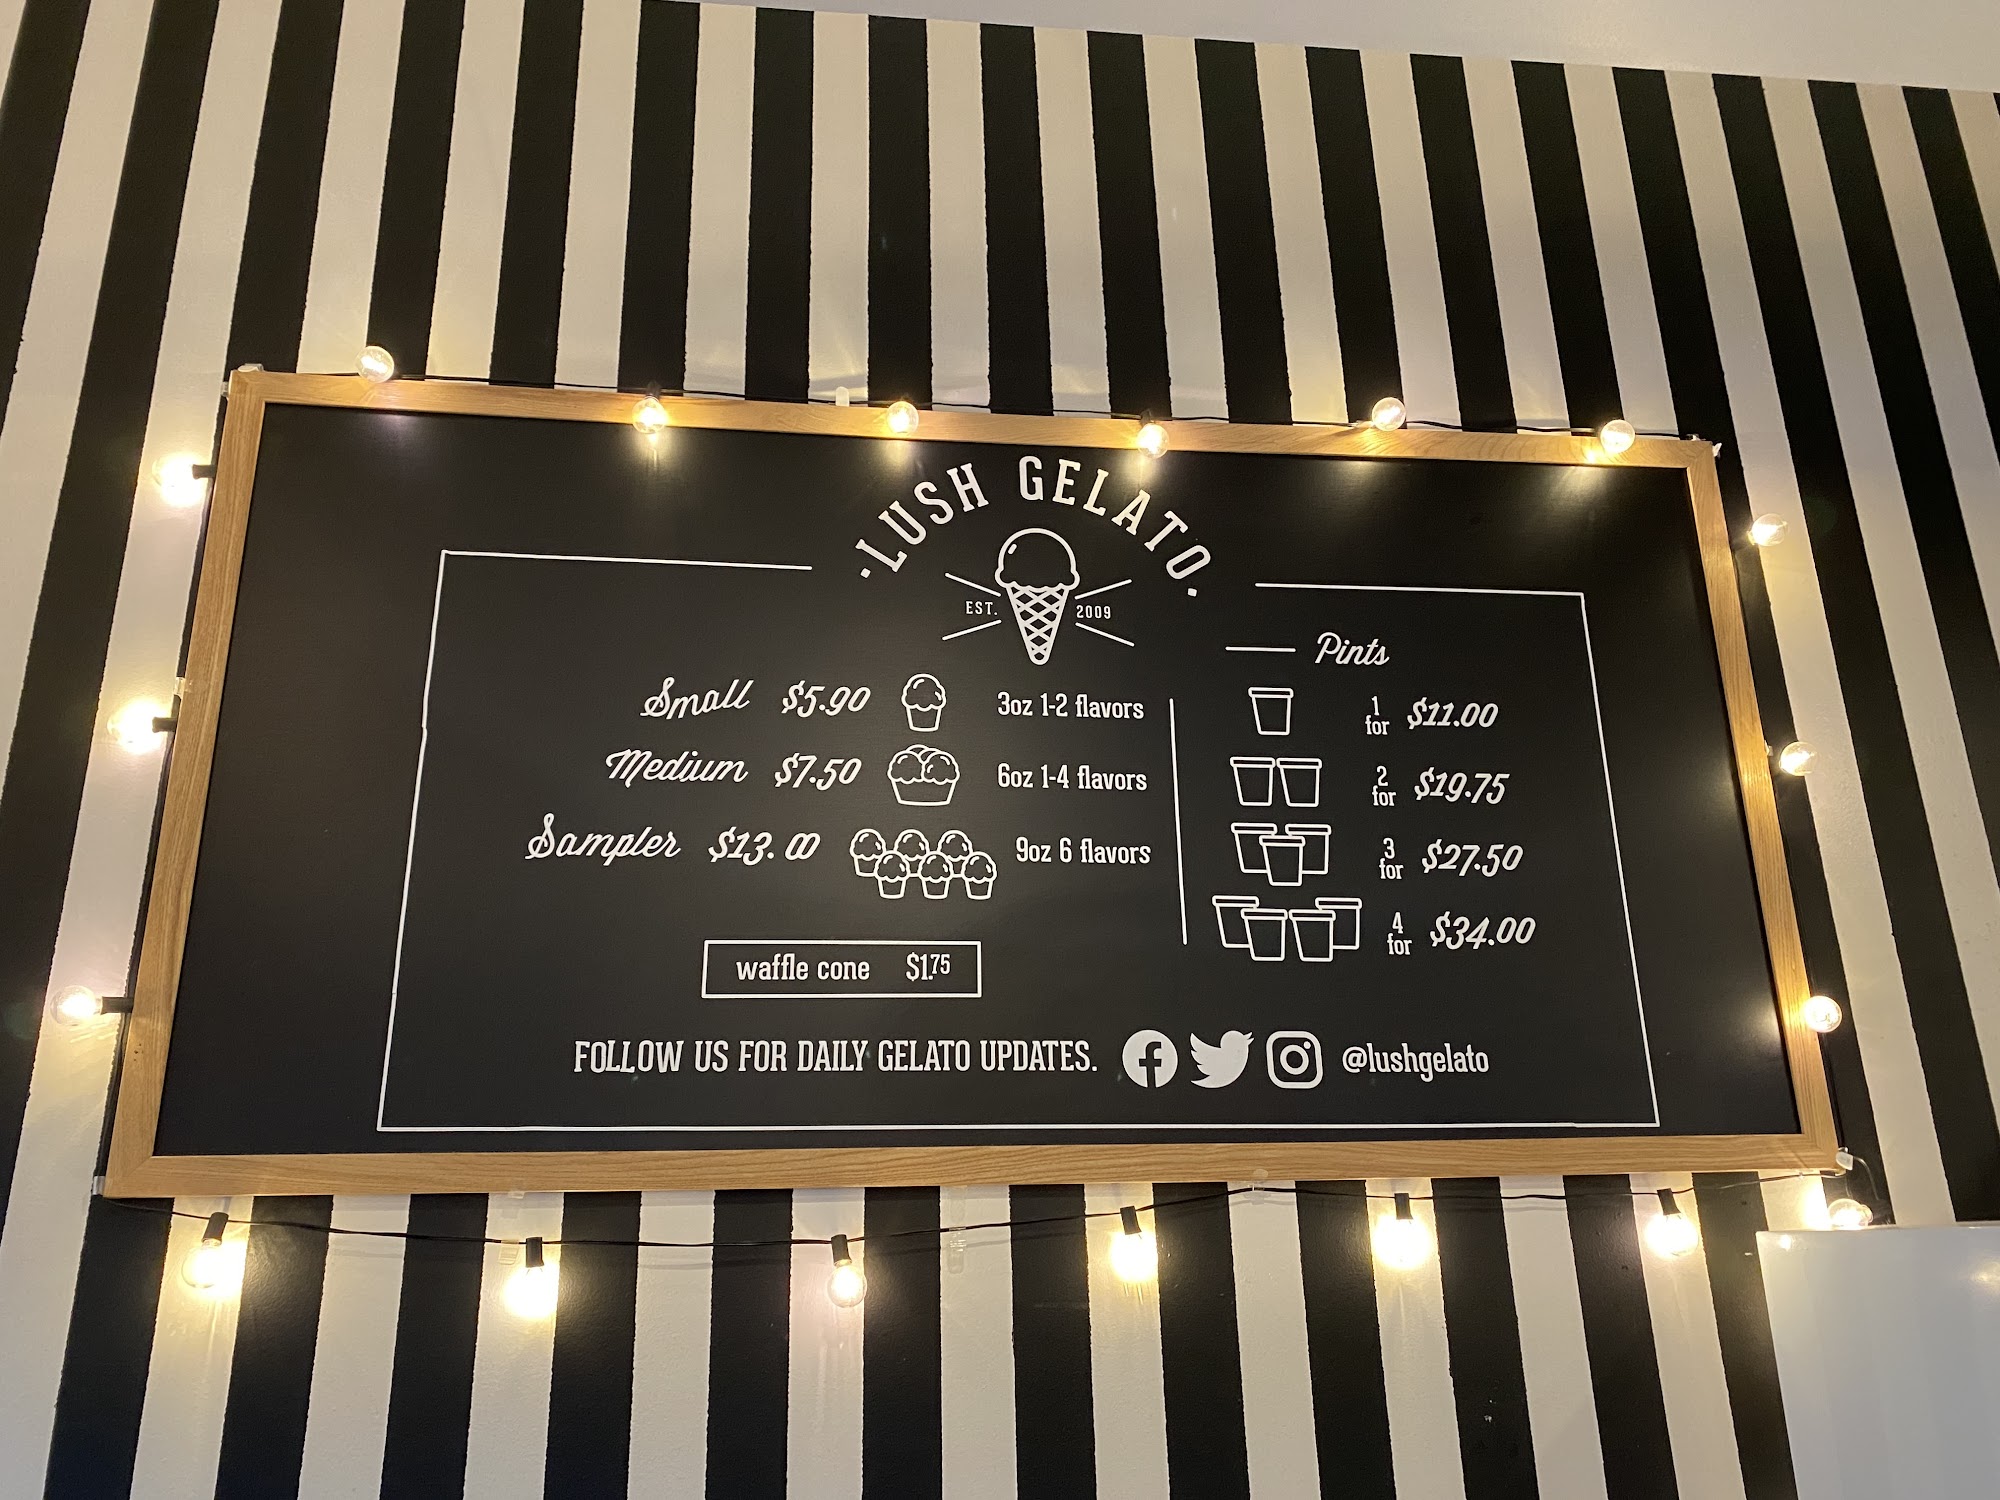 ·LUSH GELATO·
EST. 2009
Small $5.90 3oz 1-2 flavors
Medium $7.50 6oz 1-4 flavors
Sampler $13.00 9oz 6 flavors
waffle cone $1.75
Pints
1 for $11.00
2 for $19.75
3 for $27.50
4 for $34.00
FOLLOW US FOR DAILY GELATO UPDATES. @lushgelato